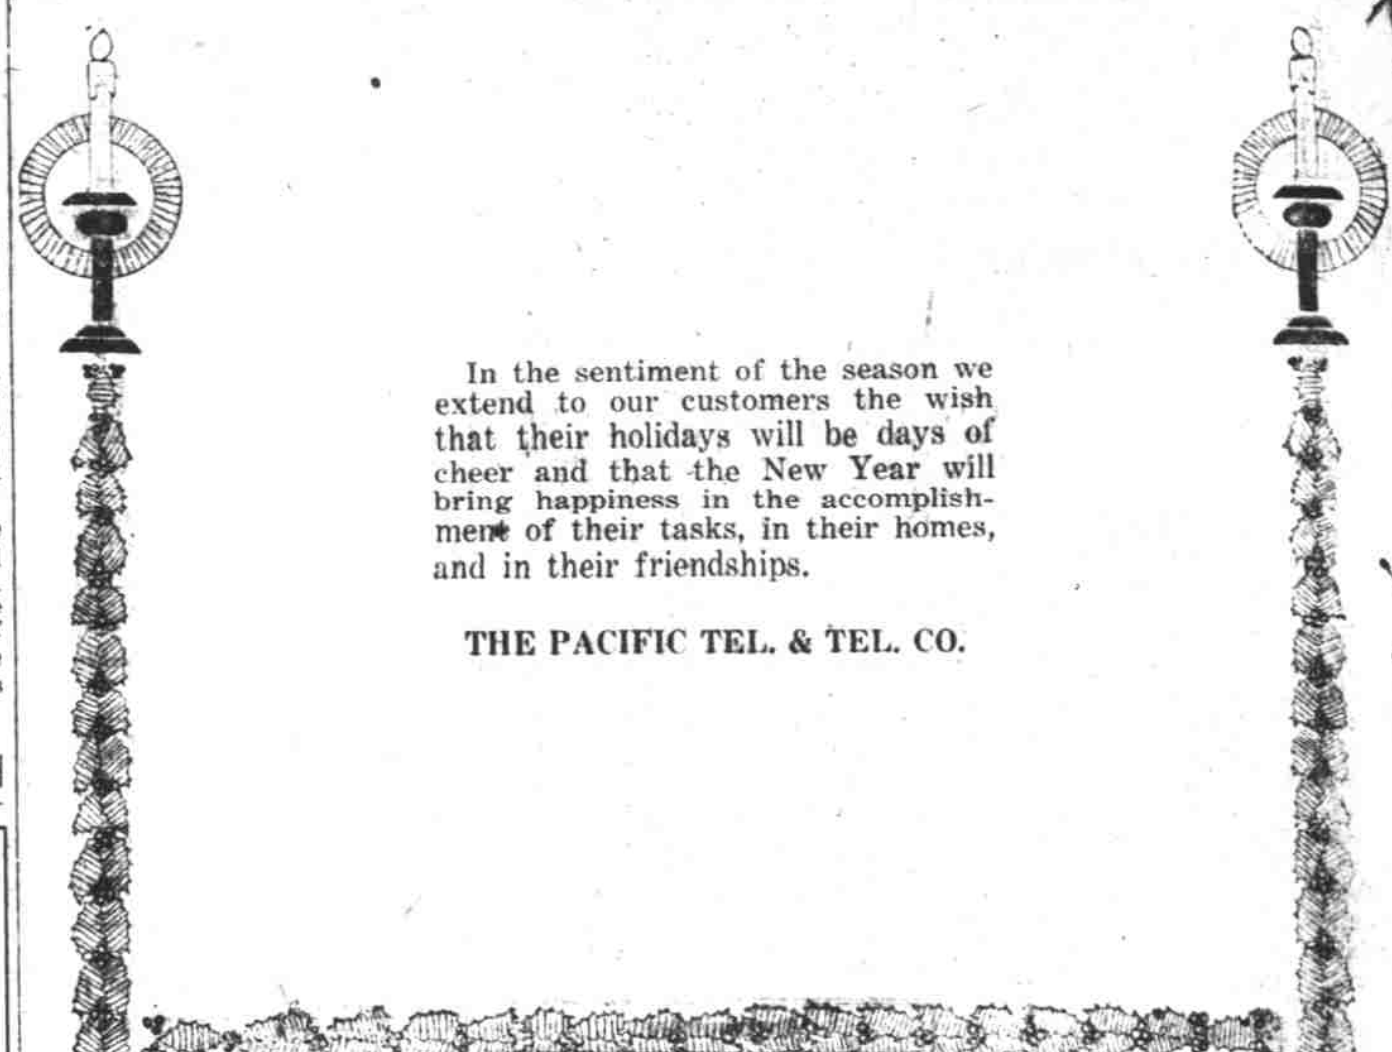 In the sentiment of the season we
extend to our customers the wish
that their holidays will be days of
cheer and that the New Year will
bring happiness in the accomplish-
ment of their tasks, in their homes,
and in their friendships.
THE PACIFIC TEL. & TEL. CO.